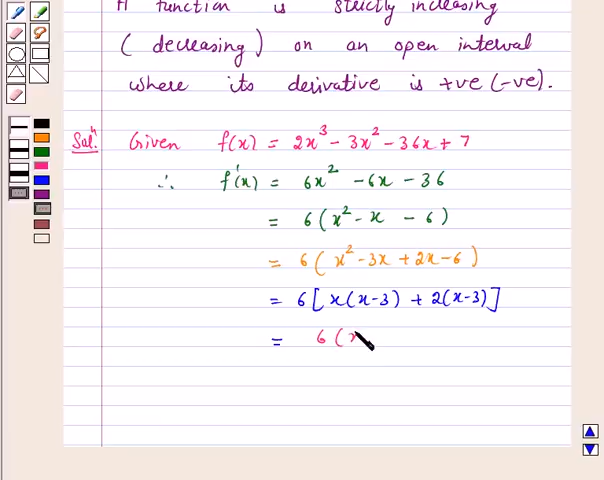 A function is strictly increasing
(decreasing) on an open interval
where its derivative is +ve (-ve).
Solⁿ. Given f(x) = 2x³ - 3x² - 36x + 7
∴ f'(x) = 6x² - 6x - 36
= 6(x² - x - 6)
= 6(x² - 3x + 2x - 6)
= 6[x(x-3) + 2(x-3)]
= 6(x